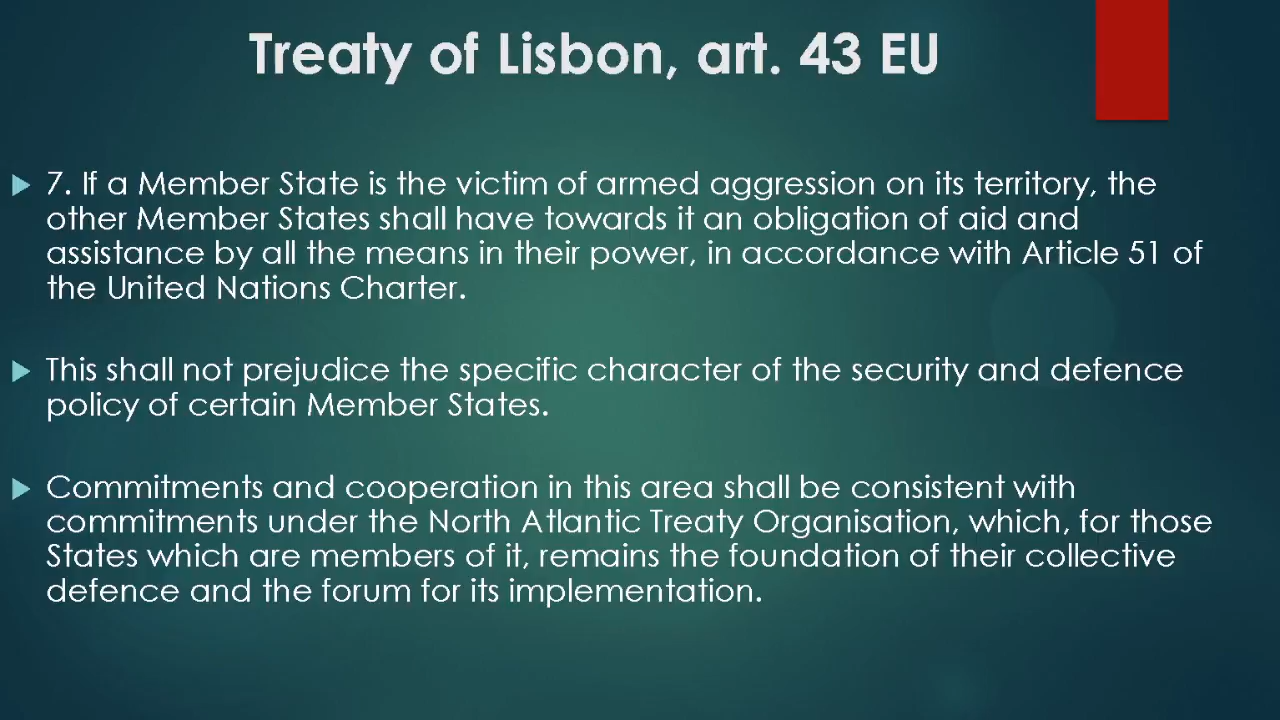 Treaty of Lisbon, art. 43 EU
7. If a Member State is the victim of armed aggression on its territory, the
other Member States shall have towards it an obligation of aid and
assistance by all the means in their power, in accordance with Article 51 of
the United Nations Charter.
This shall not prejudice the specific character of the security and defence
policy of certain Member States.
Commitments and cooperation in this area shall be consistent with
commitments under the North Atlantic Treaty Organisation, which, for those
States which are members of it, remains the foundation of their collective
defence and the forum for its implementation.